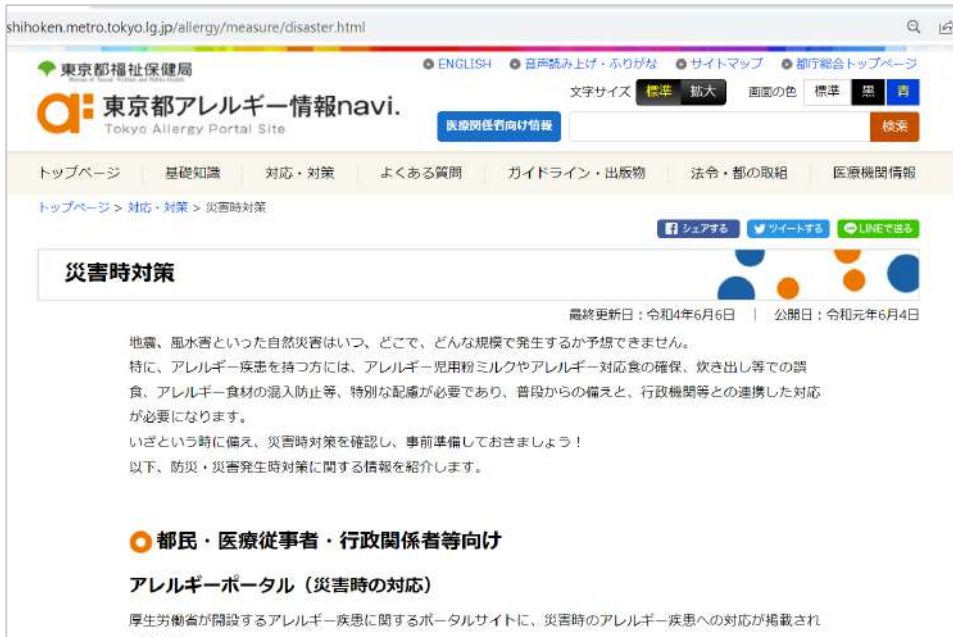 shihoken.metro.tokyo.lg.jp/allergy/measure/disaster.html
東京都福祉保健局
ENGLISH 音声読み上げ・ふりがな サイトマップ 都庁総合トップページ
東京都アレルギー情報navi.
Tokyo Allergy Portal Site
文字サイズ 標準 拡大 画面の色 標準 黒 青
医療関係者向け情報 検索
トップページ 基礎知識 対応・対策 よくある質問 ガイドライン・出版物 法令・都の取組 医療機関情報
トップページ > 対応・対策 > 災害時対策
シェアする ツイートする LINEで送る
災害時対策
最終更新日：令和4年6月6日 | 公開日：令和元年6月4日
地震、風水害といった自然災害はいつ、どこで、どんな規模で発生するか予想できません。
特に、アレルギー疾患を持つ方には、アレルギー児用粉ミルクやアレルギー対応食の確保、炊き出し等での誤
食、アレルギー食材の混入防止等、特別な配慮が必要であり、普段からの備えと、行政機関等との連携した対応
が必要になります。
いざという時に備え、災害時対策を確認し、事前準備しておきましょう！
以下、防災・災害発生時対策に関する情報を紹介します。
都民・医療従事者・行政関係者等向け
アレルギーポータル（災害時の対応）
厚生労働省が開設するアレルギー疾患に関するポータルサイトに、災害時のアレルギー疾患への対応が掲載され